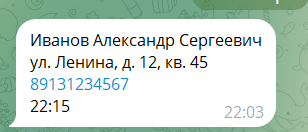 Иванов Александр Сергеевич
ул. Ленина, д. 12, кв. 45
89131234567
22:15
22:03